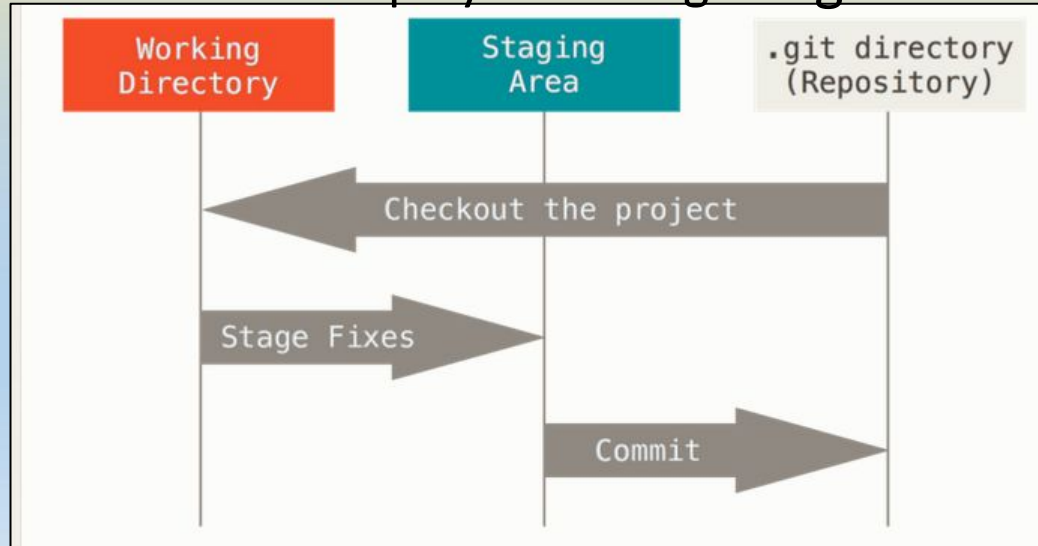 Working
Directory
Staging
Area
.git directory
(Repository)
Checkout the project
Stage Fixes
Commit